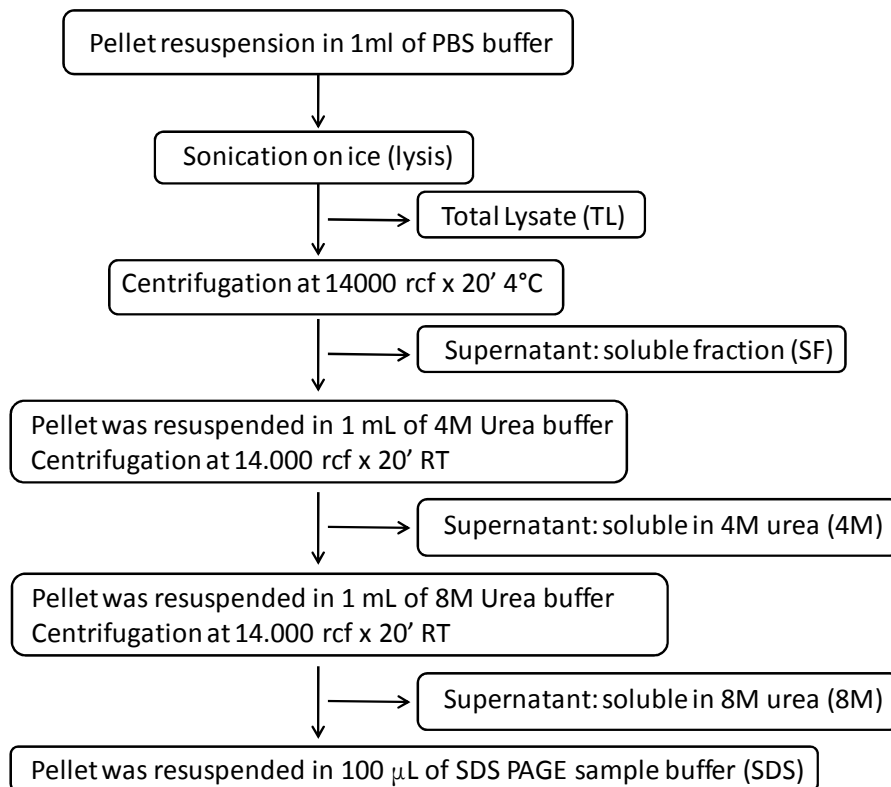 Pellet resuspension in 1ml of PBS buffer
Sonication on ice (lysis)
Total Lysate (TL)
Centrifugation at 14000 rcf x 20’ 4°C
Supernatant: soluble fraction (SF)
Pellet was resuspended in 1 mL of 4M Urea buffer
Centrifugation at 14.000 rcf x 20’ RT
Supernatant: soluble in 4M urea (4M)
Pellet was resuspended in 1 mL of 8M Urea buffer
Centrifugation at 14.000 rcf x 20’ RT
Supernatant: soluble in 8M urea (8M)
Pellet was resuspended in 100 μL of SDS PAGE sample buffer (SDS)